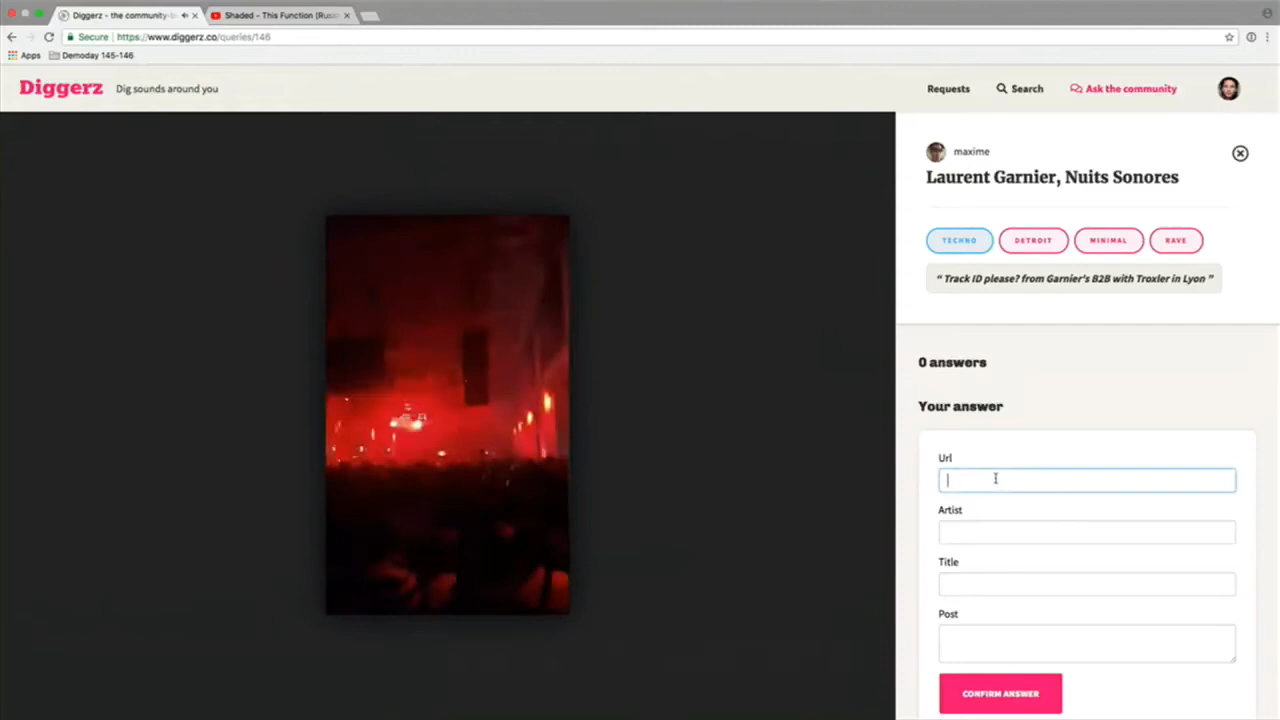 Diggerz - the community-b
Shaded - This Function (Russ
Secure https://www.diggerz.co/queries/146
Apps Demoday 145-146
Diggerz Dig sounds around you Requests Search Ask the community
maxime
Laurent Garnier, Nuits Sonores
TECHNO DETROIT MINIMAL RAVE
“ Track ID please? from Garnier's B2B with Troxler in Lyon ”
0 answers
Your answer
Url
Artist
Title
Post
CONFIRM ANSWER